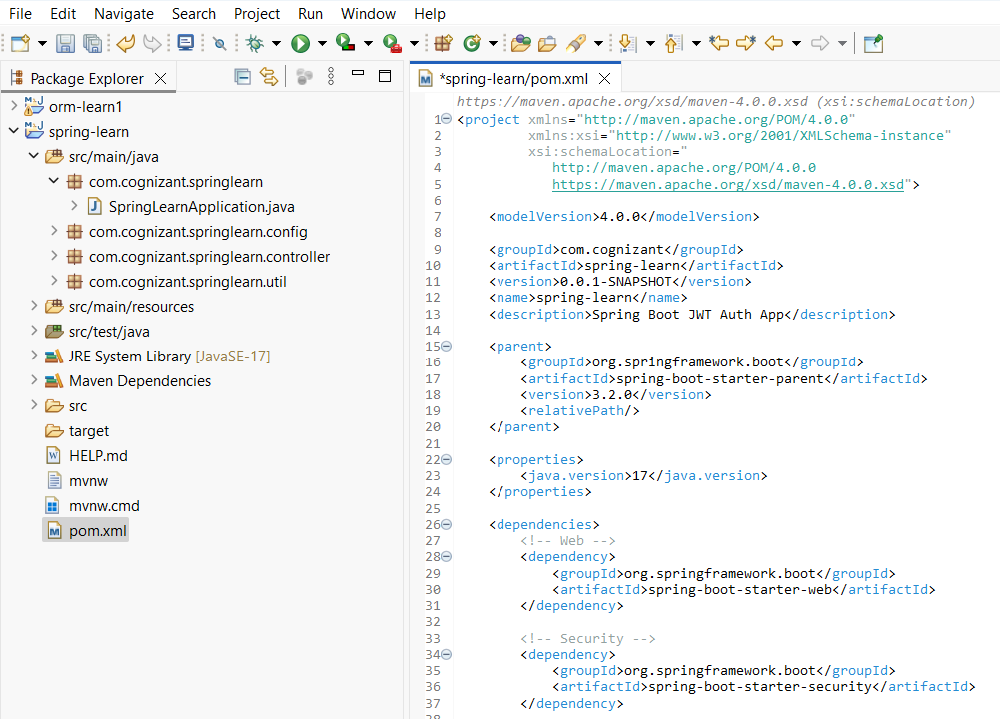 File Edit Navigate Search Project Run Window Help
Package Explorer
orm-learn1
spring-learn
src/main/java
com.cognizant.springlearn
SpringLearnApplication.java
com.cognizant.springlearn.config
com.cognizant.springlearn.controller
com.cognizant.springlearn.util
src/main/resources
src/test/java
JRE System Library [JavaSE-17]
Maven Dependencies
src
target
HELP.md
mvnw
mvnw.cmd
pom.xml
*spring-learn/pom.xml
https://maven.apache.org/xsd/maven-4.0.0.xsd (xsi:schemaLocation)
1 <project xmlns="http://maven.apache.org/POM/4.0.0"
2 xmlns:xsi="http://www.w3.org/2001/XMLSchema-instance"
3 xsi:schemaLocation="
4 http://maven.apache.org/POM/4.0.0
5 https://maven.apache.org/xsd/maven-4.0.0.xsd">
6
7 <modelVersion>4.0.0</modelVersion>
8
9 <groupId>com.cognizant</groupId>
10 <artifactId>spring-learn</artifactId>
11 <version>0.0.1-SNAPSHOT</version>
12 <name>spring-learn</name>
13 <description>Spring Boot JWT Auth App</description>
14
15 <parent>
16 <groupId>org.springframework.boot</groupId>
17 <artifactId>spring-boot-starter-parent</artifactId>
18 <version>3.2.0</version>
19 <relativePath/>
20 </parent>
21
22 <properties>
23 <java.version>17</java.version>
24 </properties>
25
26 <dependencies>
27 <!-- Web -->
28 <dependency>
29 <groupId>org.springframework.boot</groupId>
30 <artifactId>spring-boot-starter-web</artifactId>
31 </dependency>
32
33 <!-- Security -->
34 <dependency>
35 <groupId>org.springframework.boot</groupId>
36 <artifactId>spring-boot-starter-security</artifactId>
37 </dependency>